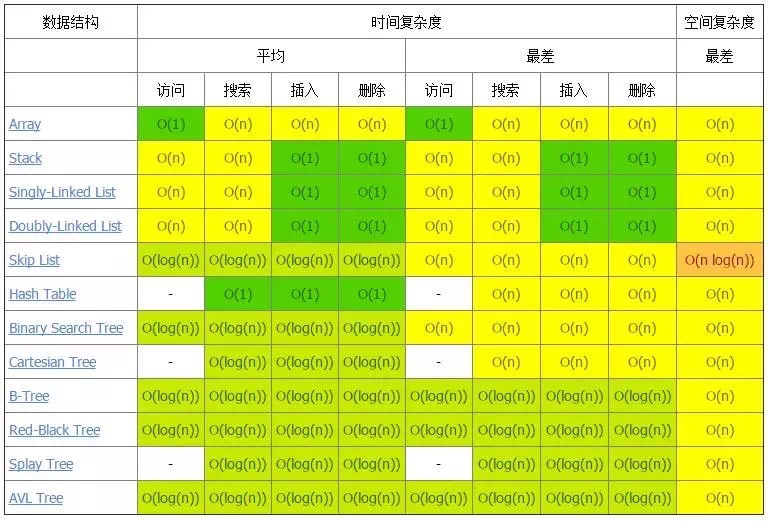 数据结构 时间复杂度 空间复杂度
平均 最差 最差
访问 搜索 插入 删除 访问 搜索 插入 删除
Array O(1) O(n) O(n) O(n) O(1) O(n) O(n) O(n) O(n)
Stack O(n) O(n) O(1) O(1) O(n) O(n) O(1) O(1) O(n)
Singly-Linked List O(n) O(n) O(1) O(1) O(n) O(n) O(1) O(1) O(n)
Doubly-Linked List O(n) O(n) O(1) O(1) O(n) O(n) O(1) O(1) O(n)
Skip List O(log(n)) O(log(n)) O(log(n)) O(log(n)) O(n) O(n) O(n) O(n) O(n log(n))
Hash Table - O(1) O(1) O(1) - O(n) O(n) O(n) O(n)
Binary Search Tree O(log(n)) O(log(n)) O(log(n)) O(log(n)) O(n) O(n) O(n) O(n) O(n)
Cartesian Tree - O(log(n)) O(log(n)) O(log(n)) - O(n) O(n) O(n) O(n)
B-Tree O(log(n)) O(log(n)) O(log(n)) O(log(n)) O(log(n)) O(log(n)) O(log(n)) O(log(n)) O(n)
Red-Black Tree O(log(n)) O(log(n)) O(log(n)) O(log(n)) O(log(n)) O(log(n)) O(log(n)) O(log(n)) O(n)
Splay Tree - O(log(n)) O(log(n)) O(log(n)) - O(log(n)) O(log(n)) O(log(n)) O(n)
AVL Tree O(log(n)) O(log(n)) O(log(n)) O(log(n)) O(log(n)) O(log(n)) O(log(n)) O(log(n)) O(n)